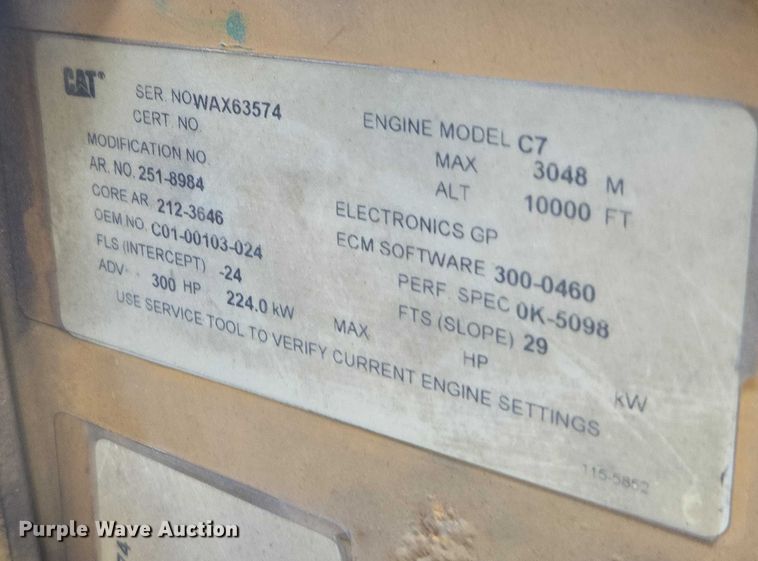 CAT®
SER. NO WAX63574
CERT. NO.
MODIFICATION NO.
AR. NO. 251-8984
CORE AR. 212-3646
OEM NO. C01-00103-024
FLS (INTERCEPT) -24
ADV 300 HP 224.0 kW
ENGINE MODEL C7
MAX 3048 M
ALT 10000 FT
ELECTRONICS GP
ECM SOFTWARE 300-0460
PERF. SPEC 0K-5098
FTS (SLOPE) 29
MAX HP kW
USE SERVICE TOOL TO VERIFY CURRENT ENGINE SETTINGS
115-5852
74
Purple Wave Auction